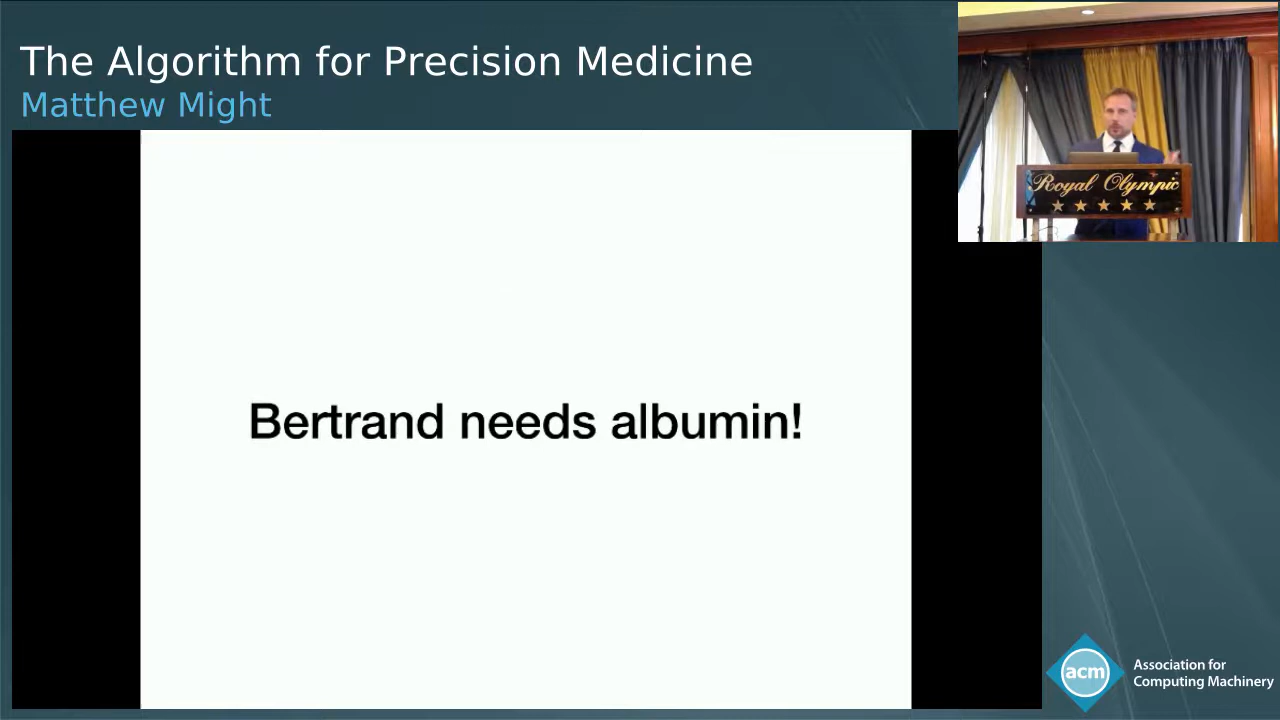 The Algorithm for Precision Medicine
Matthew Might
Royal Olympic
Bertrand needs albumin!
acm
Association for
Computing Machinery